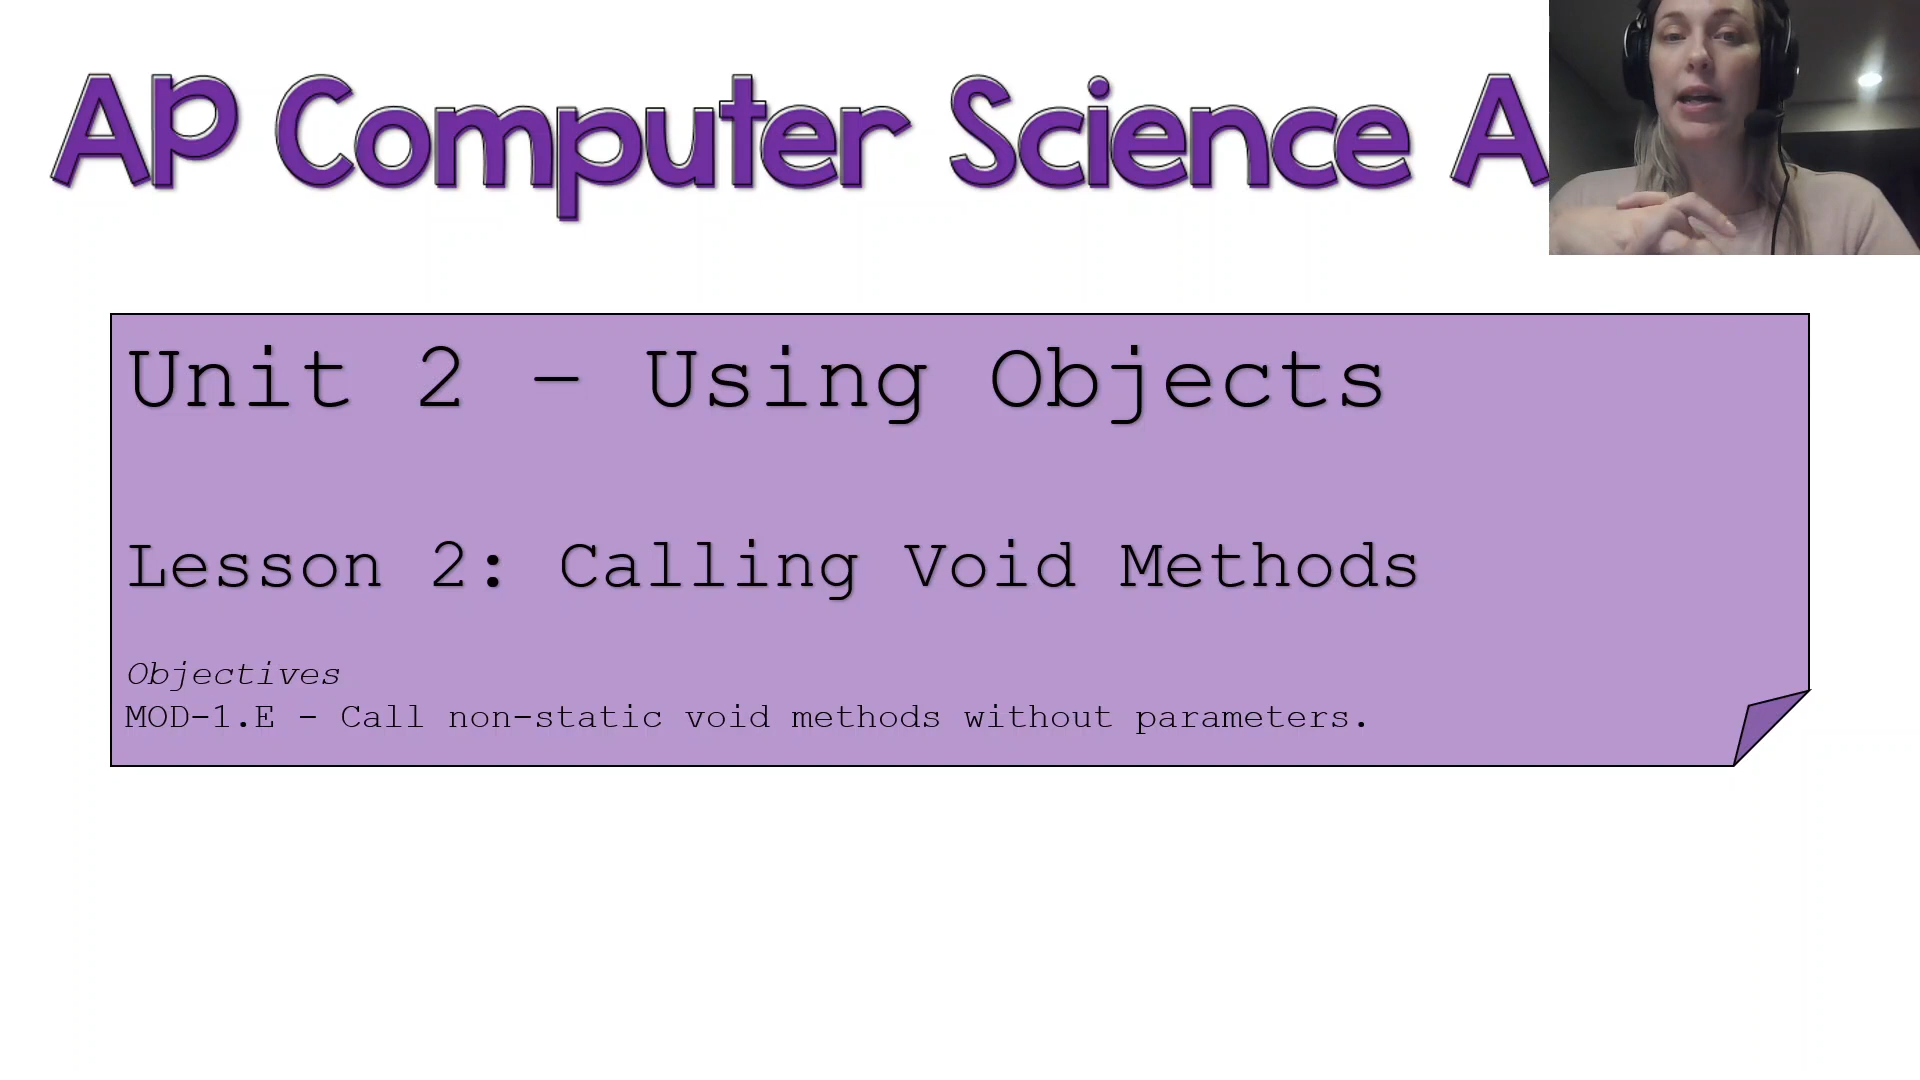 AP Computer Science A
Unit 2 – Using Objects
Lesson 2: Calling Void Methods
Objectives
MOD-1.E - Call non-static void methods without parameters.